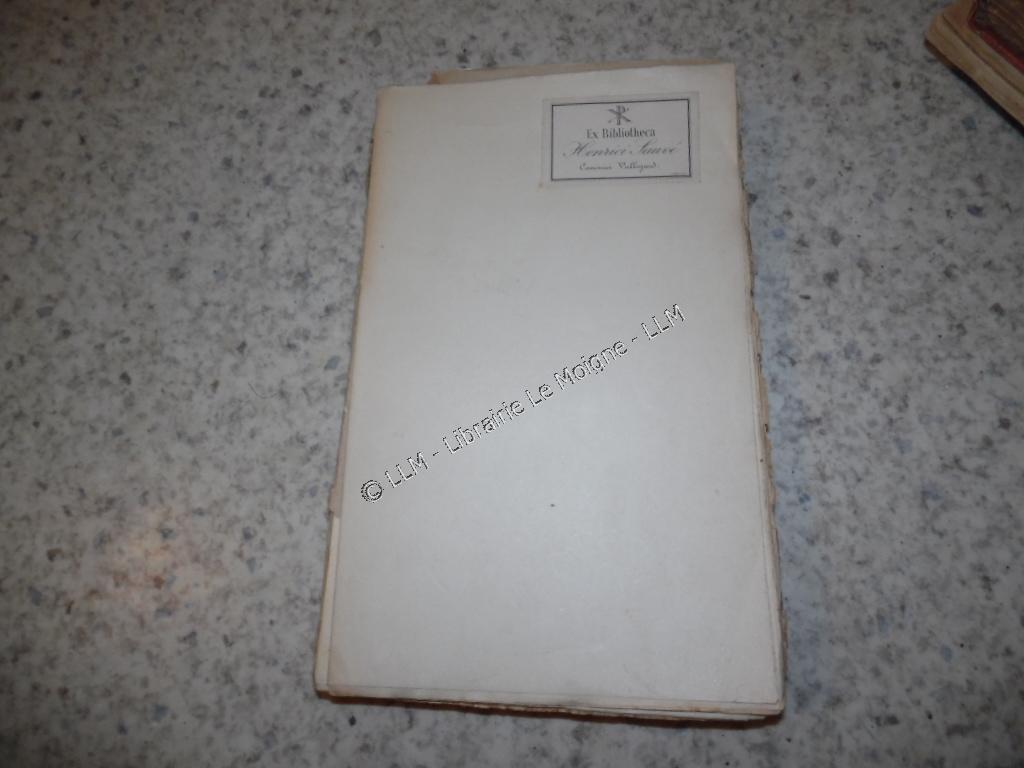 Ex Bibliotheca
Henrici Sauvé
© LLM - Librairie Le Moigne - LLM